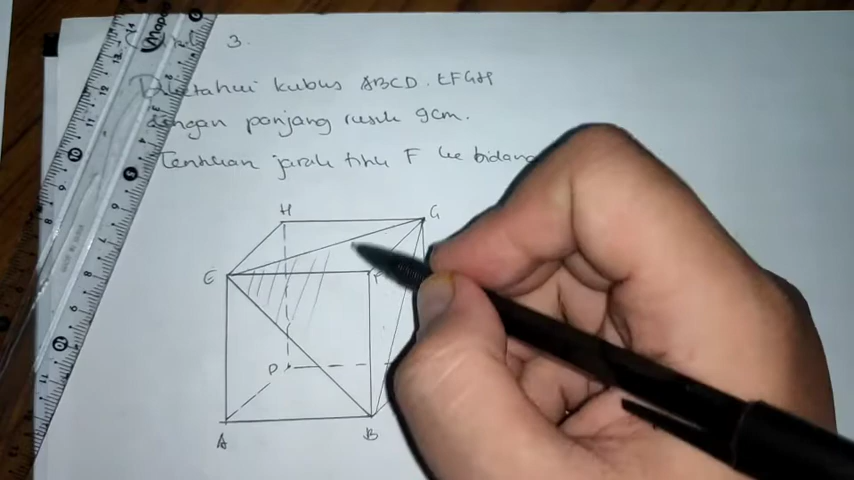 3.
Diketahui kubus ABCD. EFGH
dengan panjang rusuk 9cm.
Tentukan jarak titik F ke bidang
H
G
E
F
D
A
B